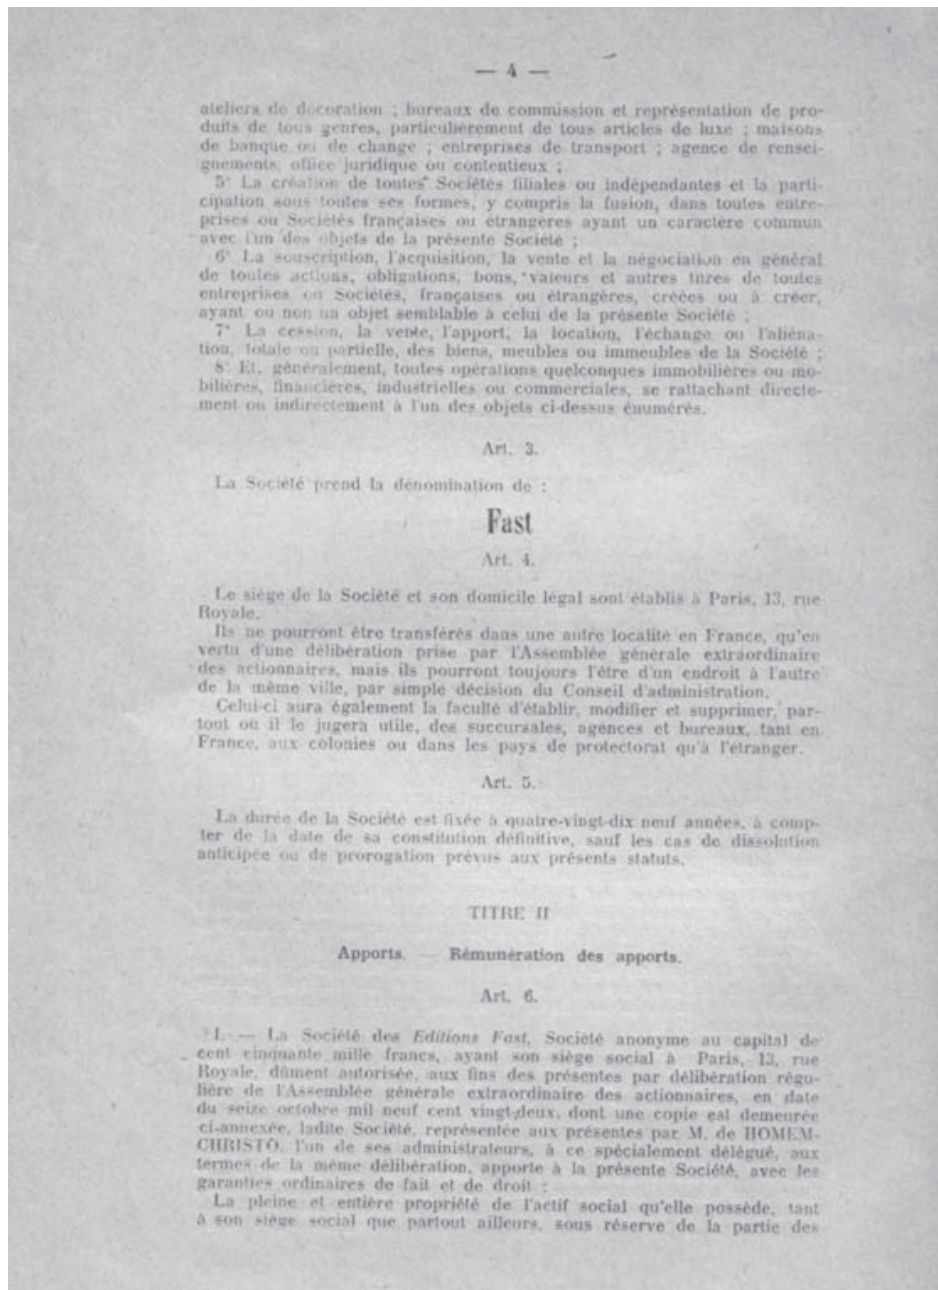 — 4 —
ateliers de décoration ; bureaux de commission et représentation de pro-
duits de tous genres, particulièrement de tous articles de luxe ; maisons
de banque ou de change ; entreprises de transport ; agence de rensei-
gnements, office juridique ou contentieux ;
5° La création de toutes Sociétés filiales ou indépendantes et la parti-
cipation sous toutes ses formes, y compris la fusion, dans toutes entre-
prises ou Sociétés françaises ou étrangères ayant un caractère commun
avec l'un des objets de la présente Société ;
6° La souscription, l'acquisition, la vente et la négociation en général
de toutes actions, obligations, bons, valeurs et autres titres de toutes
entreprises ou Sociétés, françaises ou étrangères, créées ou à créer,
ayant ou non un objet semblable à celui de la présente Société ;
7° La cession, la vente, l'apport, la location, l'échange ou l'aliéna-
tion, totale ou partielle, des biens, meubles ou immeubles de la Société ;
8° Et, généralement, toutes opérations quelconques immobilières ou mo-
bilières, financières, industrielles ou commerciales, se rattachant directe-
ment ou indirectement à l'un des objets ci-dessus énumérés.
Art. 3.
La Société prend la dénomination de :
Fast
Art. 4.
Le siège de la Société et son domicile légal sont établis à Paris, 13, rue
Royale.
Ils ne pourront être transférés dans une autre localité en France, qu'en
vertu d'une délibération prise par l'Assemblée générale extraordinaire
des actionnaires, mais ils pourront toujours l'être d'un endroit à l'autre
de la même ville, par simple décision du Conseil d'administration.
Celui-ci aura également la faculté d'établir, modifier et supprimer, par-
tout où il le jugera utile, des succursales, agences et bureaux, tant en
France, aux colonies ou dans les pays de protectorat qu'à l'étranger.
Art. 5.
La durée de la Société est fixée à quatre-vingt-dix neuf années, à comp-
ter de la date de sa constitution définitive, sauf les cas de dissolution
anticipée ou de prorogation prévus aux présents statuts.
TITRE II
Apports. — Rémunération des apports.
Art. 6.
I. — La Société des Editions Fast, Société anonyme au capital de
cent cinquante mille francs, ayant son siège social à Paris, 13, rue
Royale, dûment autorisée, aux fins des présentes par délibération régu-
lière de l'Assemblée générale extraordinaire des actionnaires, en date
du seize octobre mil neuf cent vingt-deux, dont une copie est demeurée
ci-annexée, ladite Société, représentée aux présentes par M. de HOMEM-
CHRISTO, l'un de ses administrateurs, à ce spécialement délégué, aux
termes de la même délibération, apporte à la présente Société, avec les
garanties ordinaires de fait et de droit :
La pleine et entière propriété de l'actif social qu'elle possède, tant
à son siège social que partout ailleurs, sous réserve de la partie des